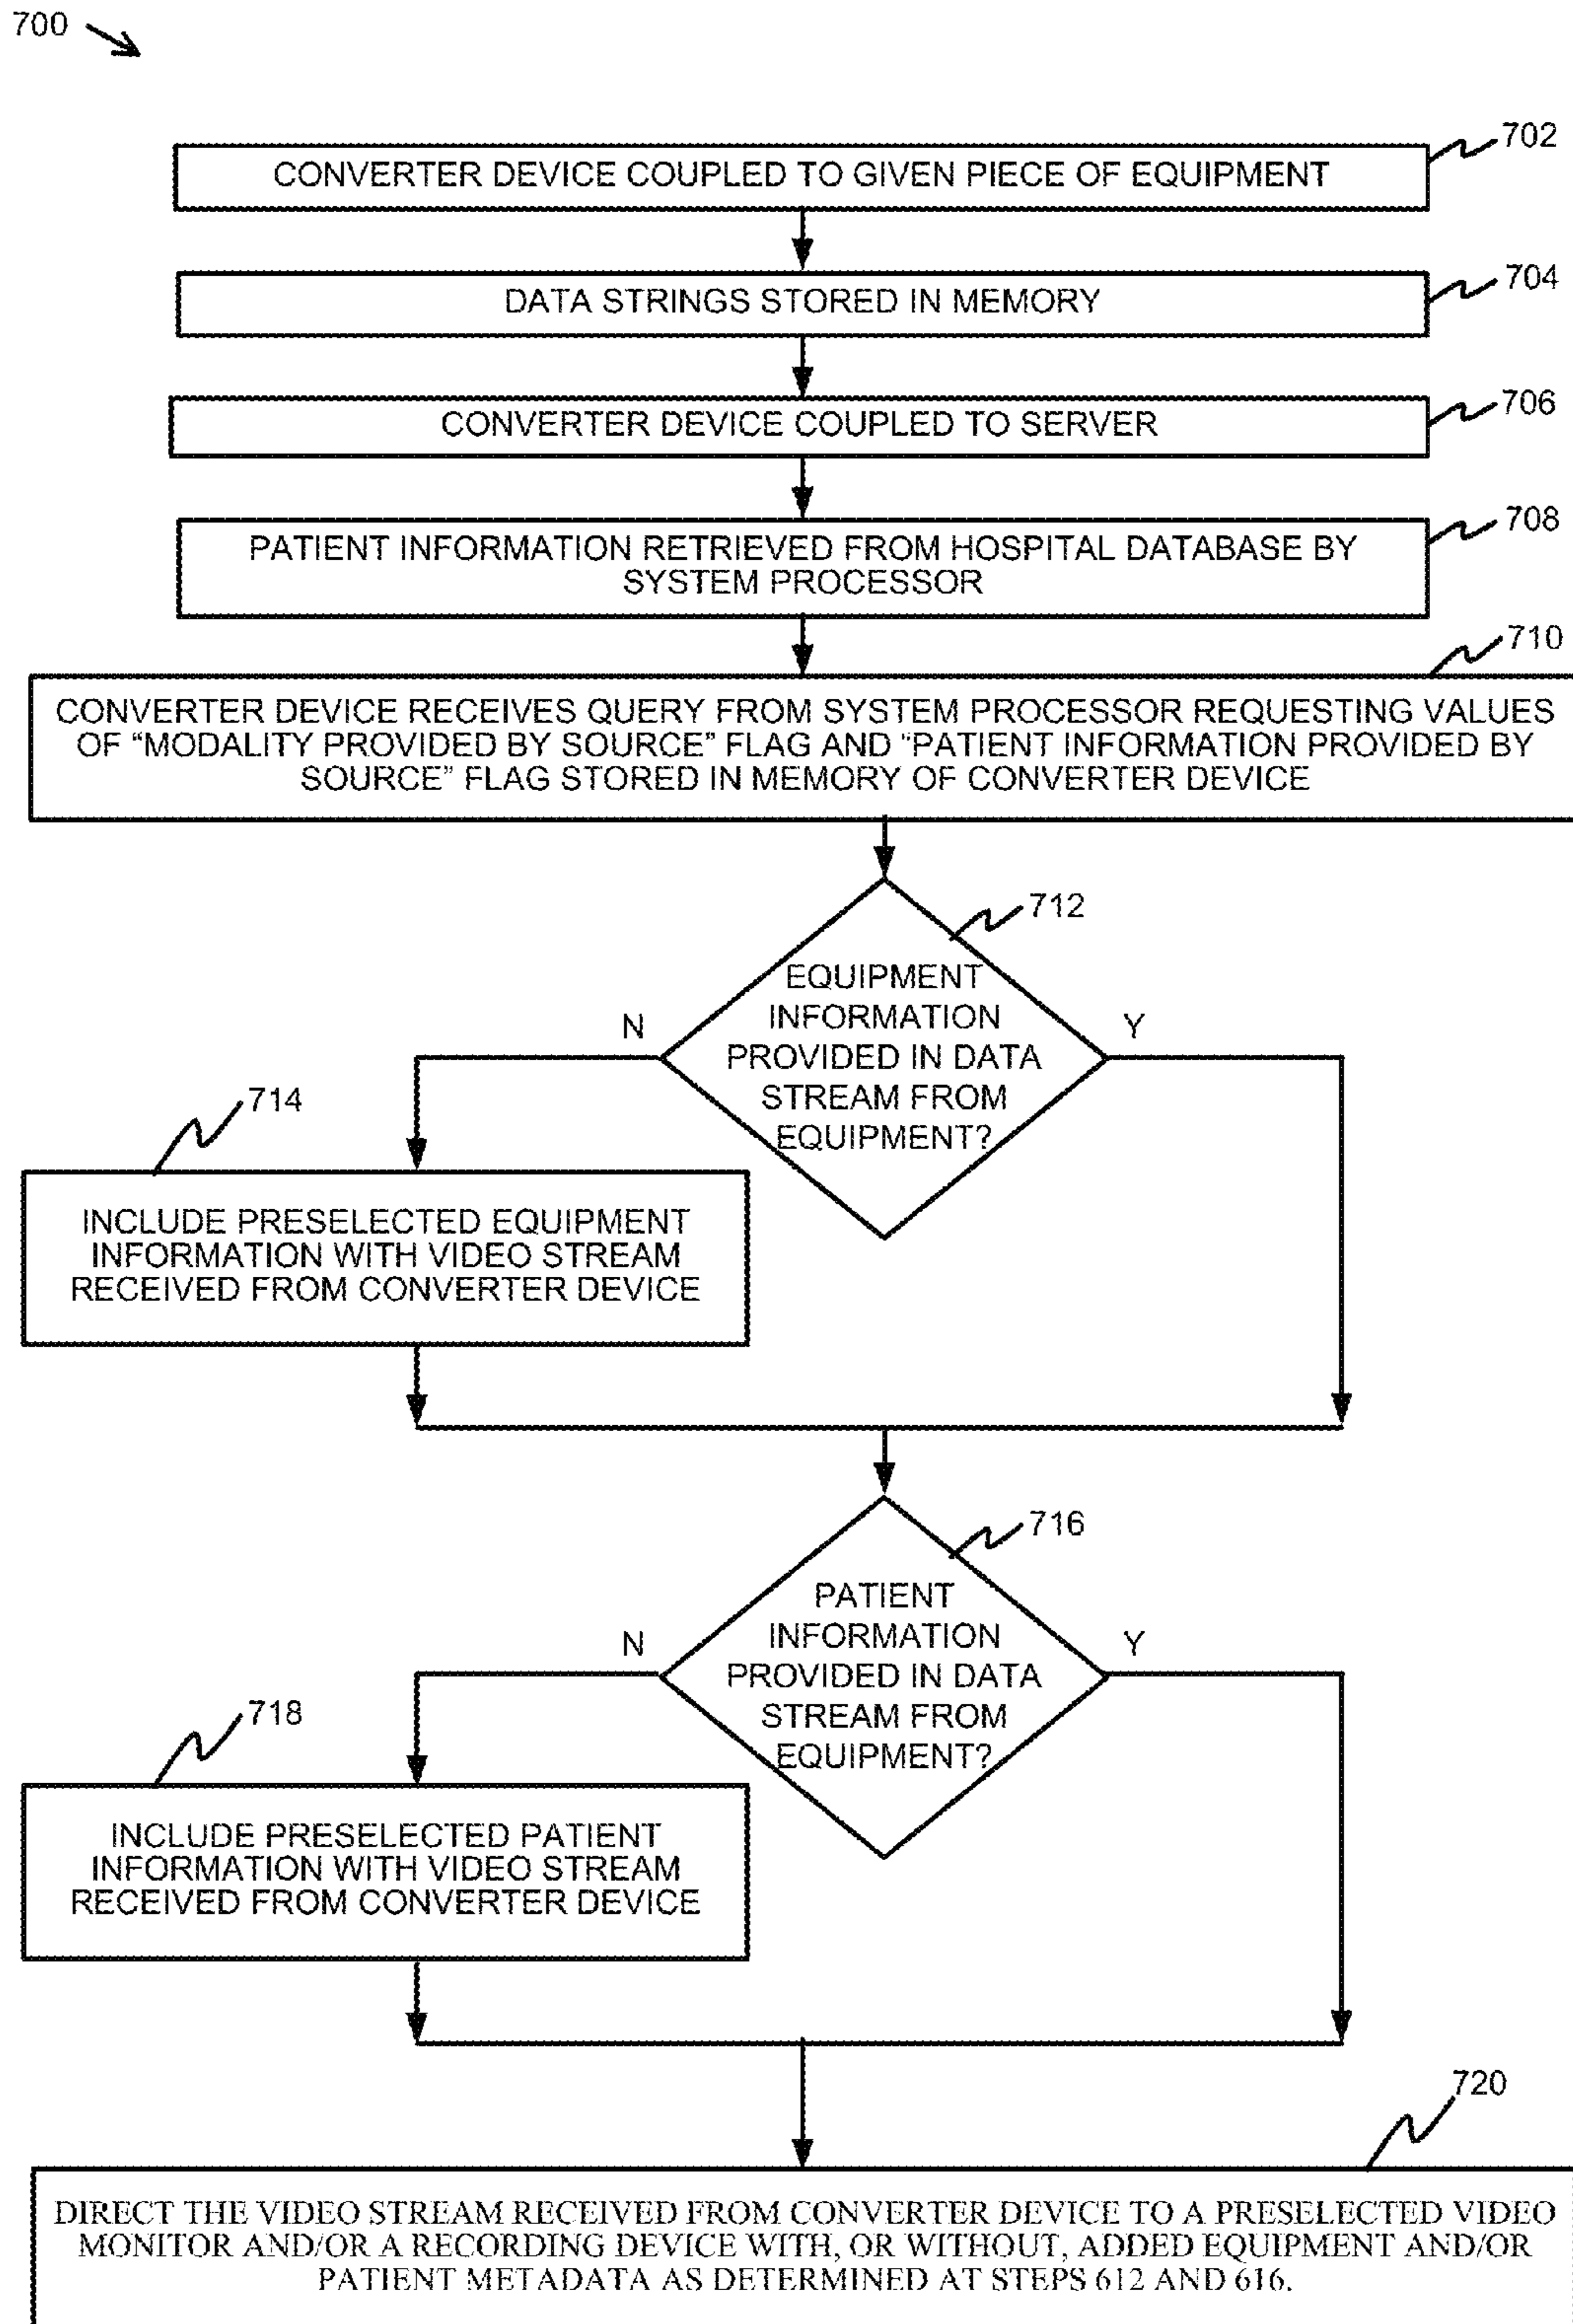 700
702
CONVERTER DEVICE COUPLED TO GIVEN PIECE OF EQUIPMENT
704
DATA STRINGS STORED IN MEMORY
706
CONVERTER DEVICE COUPLED TO SERVER
708
PATIENT INFORMATION RETRIEVED FROM HOSPITAL DATABASE BY
SYSTEM PROCESSOR
710
CONVERTER DEVICE RECEIVES QUERY FROM SYSTEM PROCESSOR REQUESTING VALUES
OF “MODALITY PROVIDED BY SOURCE” FLAG AND “PATIENT INFORMATION PROVIDED BY
SOURCE” FLAG STORED IN MEMORY OF CONVERTER DEVICE
712
EQUIPMENT
INFORMATION
PROVIDED IN DATA
STREAM FROM
EQUIPMENT?
N
Y
714
INCLUDE PRESELECTED EQUIPMENT
INFORMATION WITH VIDEO STREAM
RECEIVED FROM CONVERTER DEVICE
716
PATIENT
INFORMATION
PROVIDED IN DATA
STREAM FROM
EQUIPMENT?
N
Y
718
INCLUDE PRESELECTED PATIENT
INFORMATION WITH VIDEO STREAM
RECEIVED FROM CONVERTER DEVICE
720
DIRECT THE VIDEO STREAM RECEIVED FROM CONVERTER DEVICE TO A PRESELECTED VIDEO
MONITOR AND/OR A RECORDING DEVICE WITH, OR WITHOUT, ADDED EQUIPMENT AND/OR
PATIENT METADATA AS DETERMINED AT STEPS 612 AND 616.